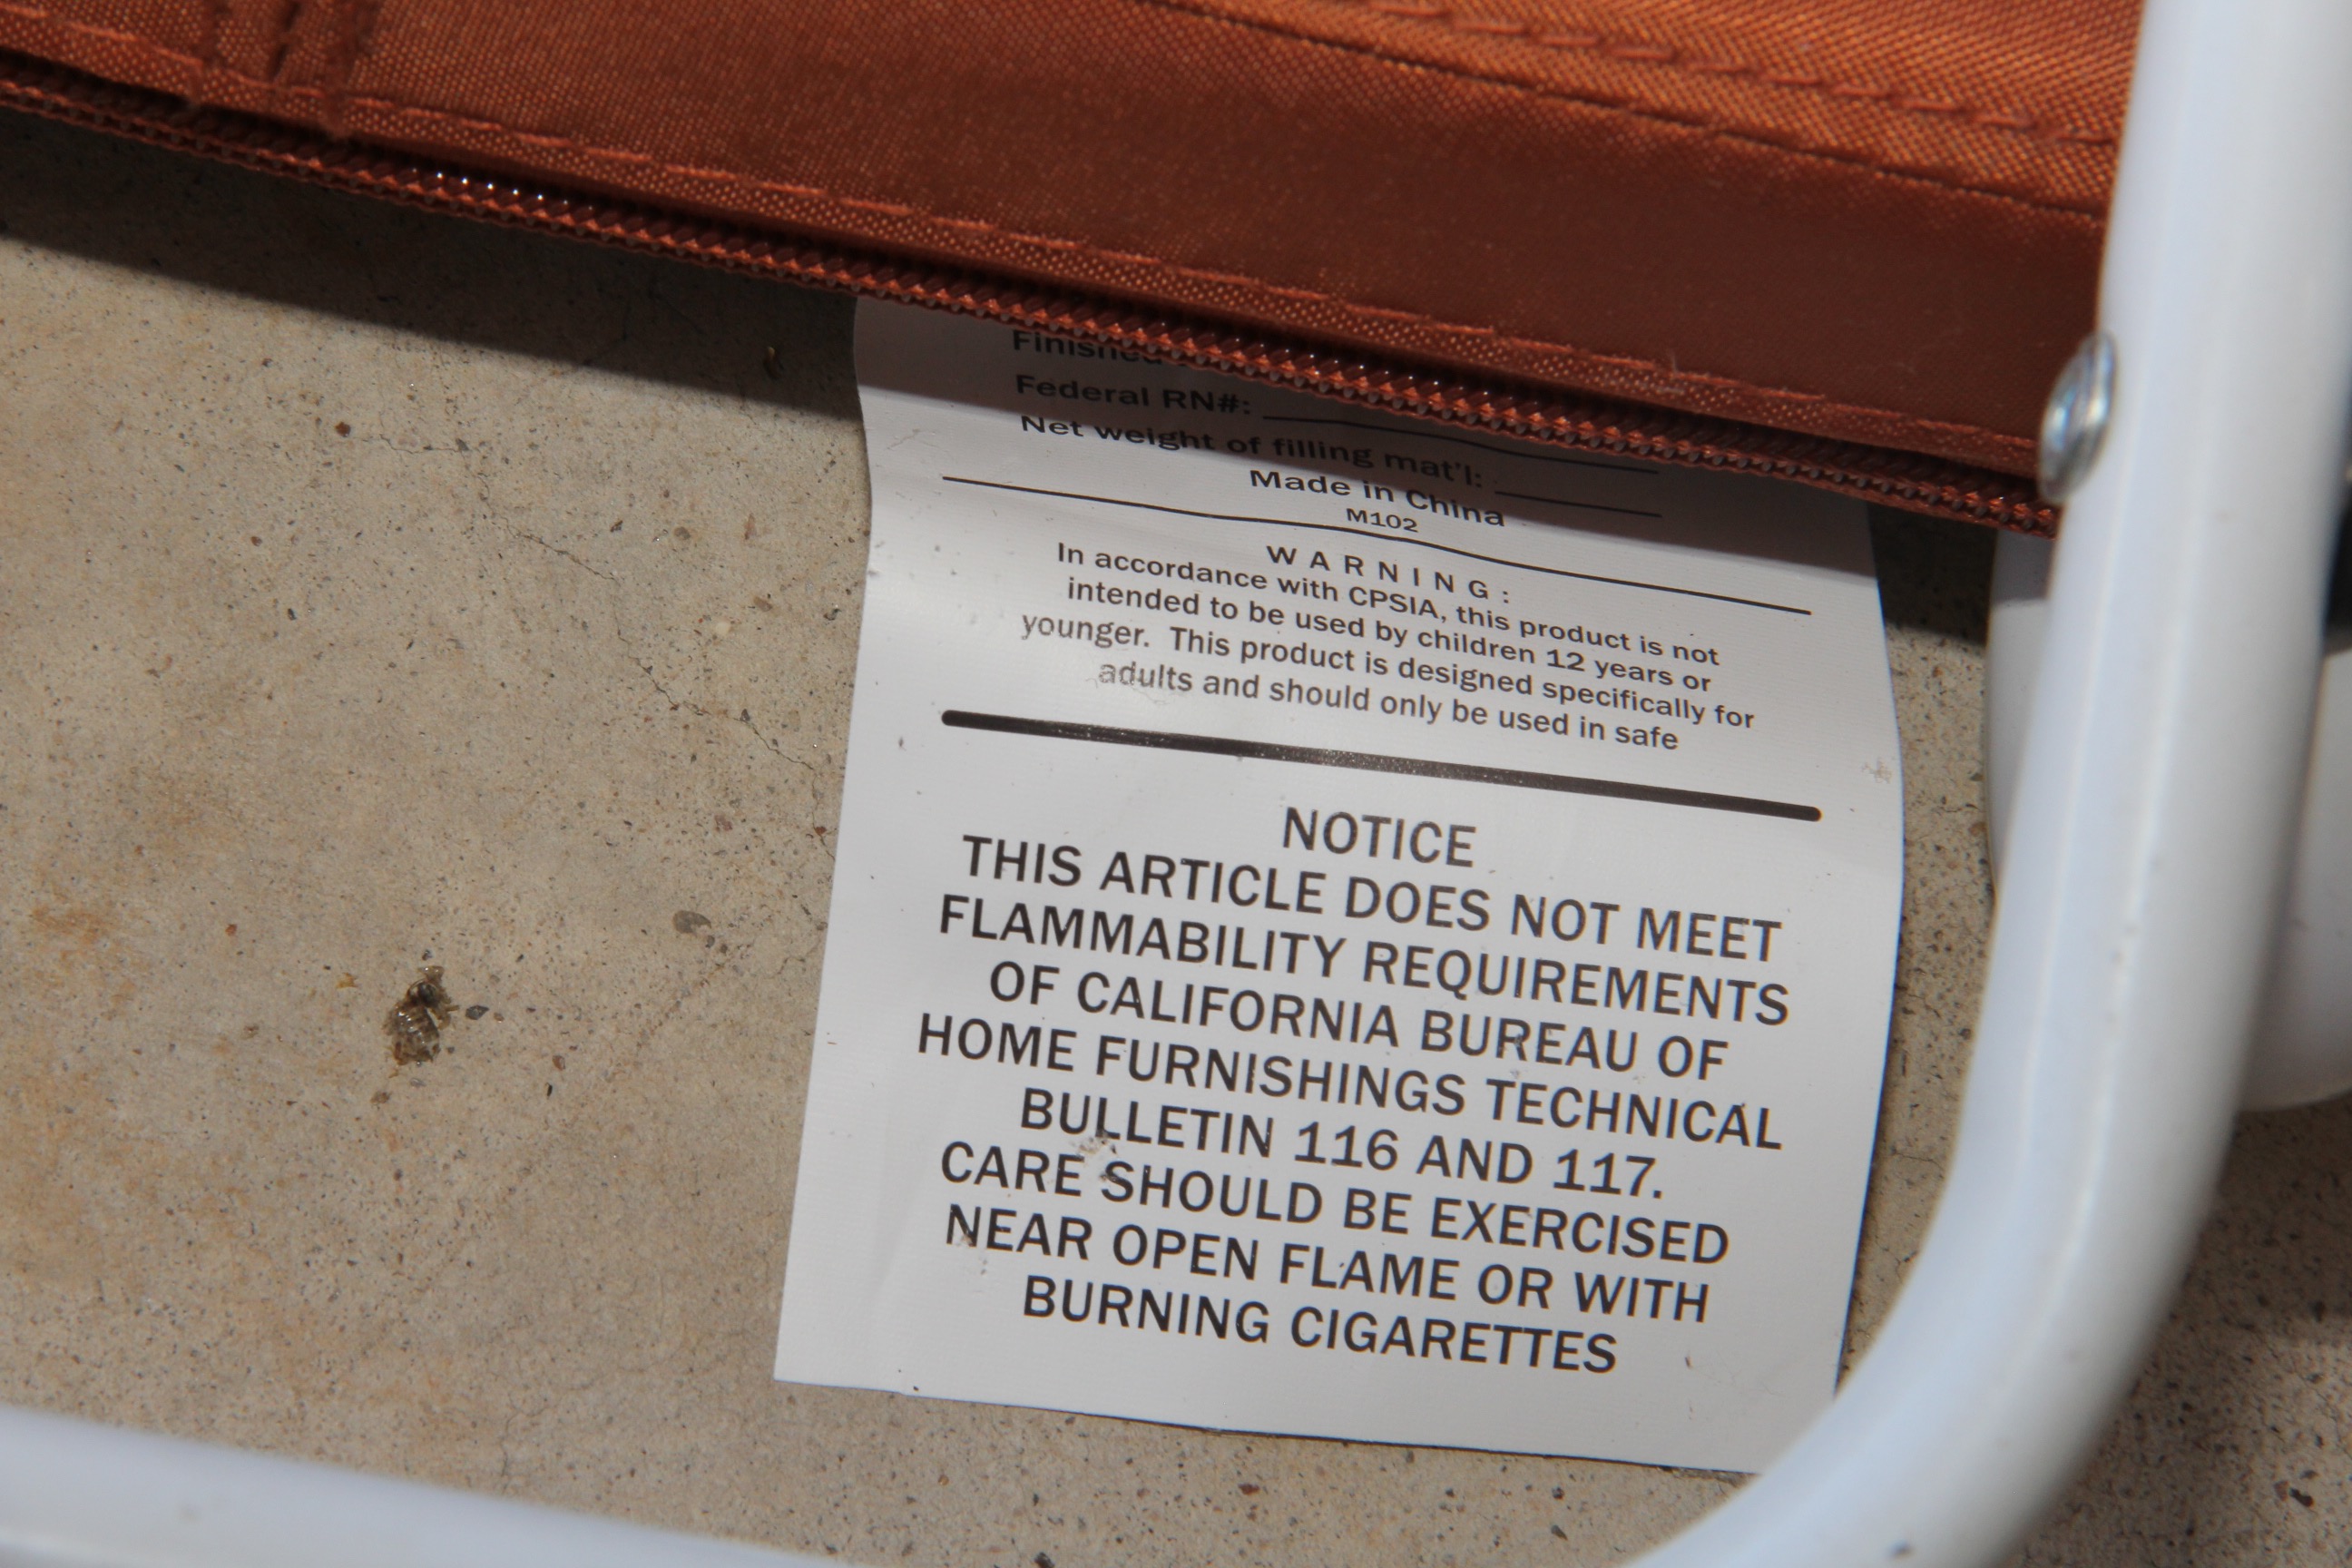 Finished
Federal RN#:
Net weight of filling mat'l:
Made in China
M102
WARNING:
In accordance with CPSIA, this product is not
intended to be used by children 12 years or
younger. This product is designed specifically for
adults and should only be used in safe
NOTICE
THIS ARTICLE DOES NOT MEET
FLAMMABILITY REQUIREMENTS
OF CALIFORNIA BUREAU OF
HOME FURNISHINGS TECHNICAL
BULLETIN 116 AND 117.
CARE SHOULD BE EXERCISED
NEAR OPEN FLAME OR WITH
BURNING CIGARETTES